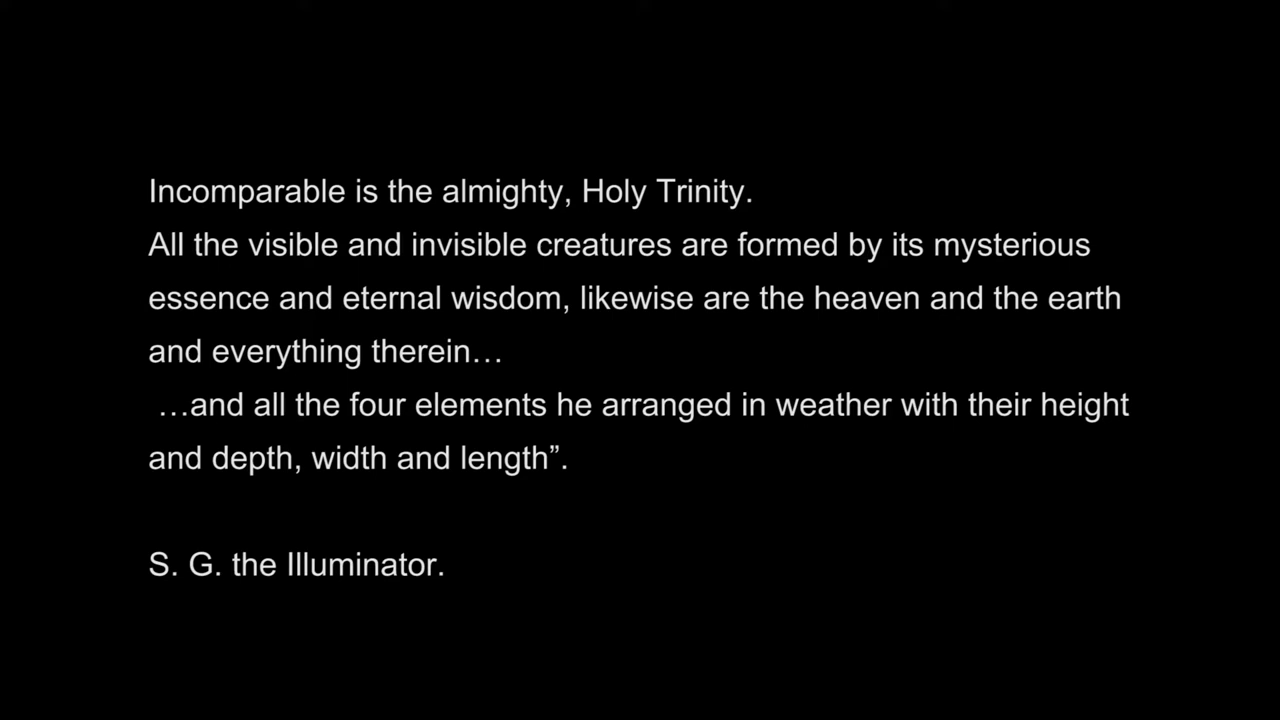 Incomparable is the almighty, Holy Trinity.
All the visible and invisible creatures are formed by its mysterious
essence and eternal wisdom, likewise are the heaven and the earth
and everything therein…
…and all the four elements he arranged in weather with their height
and depth, width and length”.
S. G. the Illuminator.